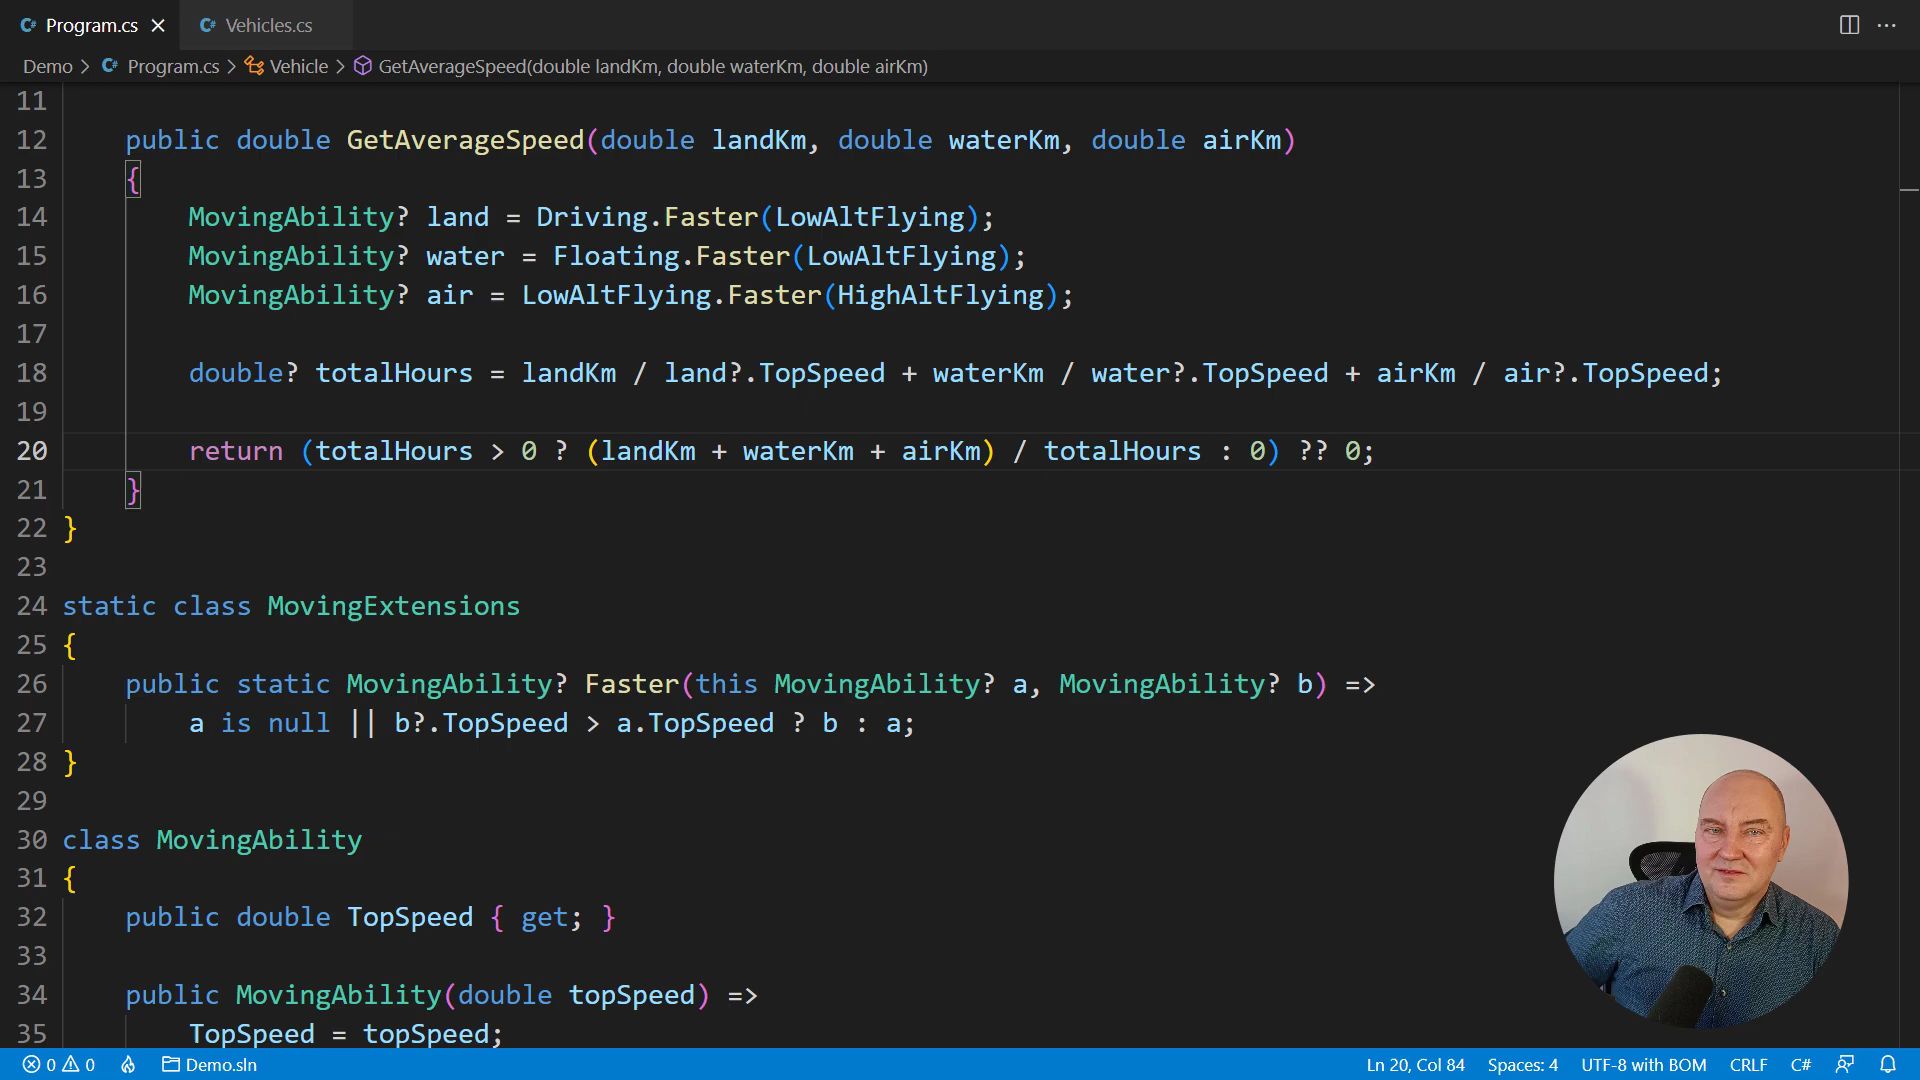 C# Program.cs × C# Vehicles.cs
Demo > C# Program.cs > Vehicle > GetAverageSpeed(double landKm, double waterKm, double airKm)
11
12 public double GetAverageSpeed(double landKm, double waterKm, double airKm)
13 {
14 MovingAbility? land = Driving.Faster(LowAltFlying);
15 MovingAbility? water = Floating.Faster(LowAltFlying);
16 MovingAbility? air = LowAltFlying.Faster(HighAltFlying);
17
18 double? totalHours = landKm / land?.TopSpeed + waterKm / water?.TopSpeed + airKm / air?.TopSpeed;
19
20 return (totalHours > 0 ? (landKm + waterKm + airKm) / totalHours : 0) ?? 0;
21 }
22 }
23
24 static class MovingExtensions
25 {
26 public static MovingAbility? Faster(this MovingAbility? a, MovingAbility? b) =>
27 a is null || b?.TopSpeed > a.TopSpeed ? b : a;
28 }
29
30 class MovingAbility
31 {
32 public double TopSpeed { get; }
33
34 public MovingAbility(double topSpeed) =>
35 TopSpeed = topSpeed;
0 0 Demo.sln Ln 20, Col 84 Spaces: 4 UTF-8 with BOM CRLF C#